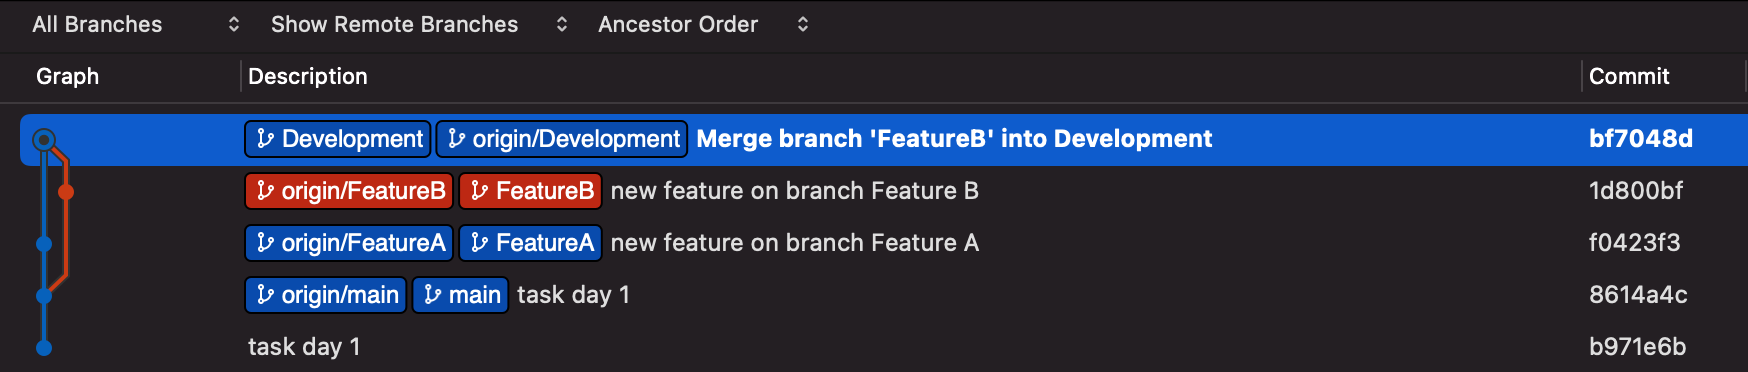 All Branches Show Remote Branches Ancestor Order
Graph Description Commit
Development origin/Development Merge branch 'FeatureB' into Development bf7048d
origin/FeatureB FeatureB new feature on branch Feature B 1d800bf
origin/FeatureA FeatureA new feature on branch Feature A f0423f3
origin/main main task day 1 8614a4c
task day 1 b971e6b